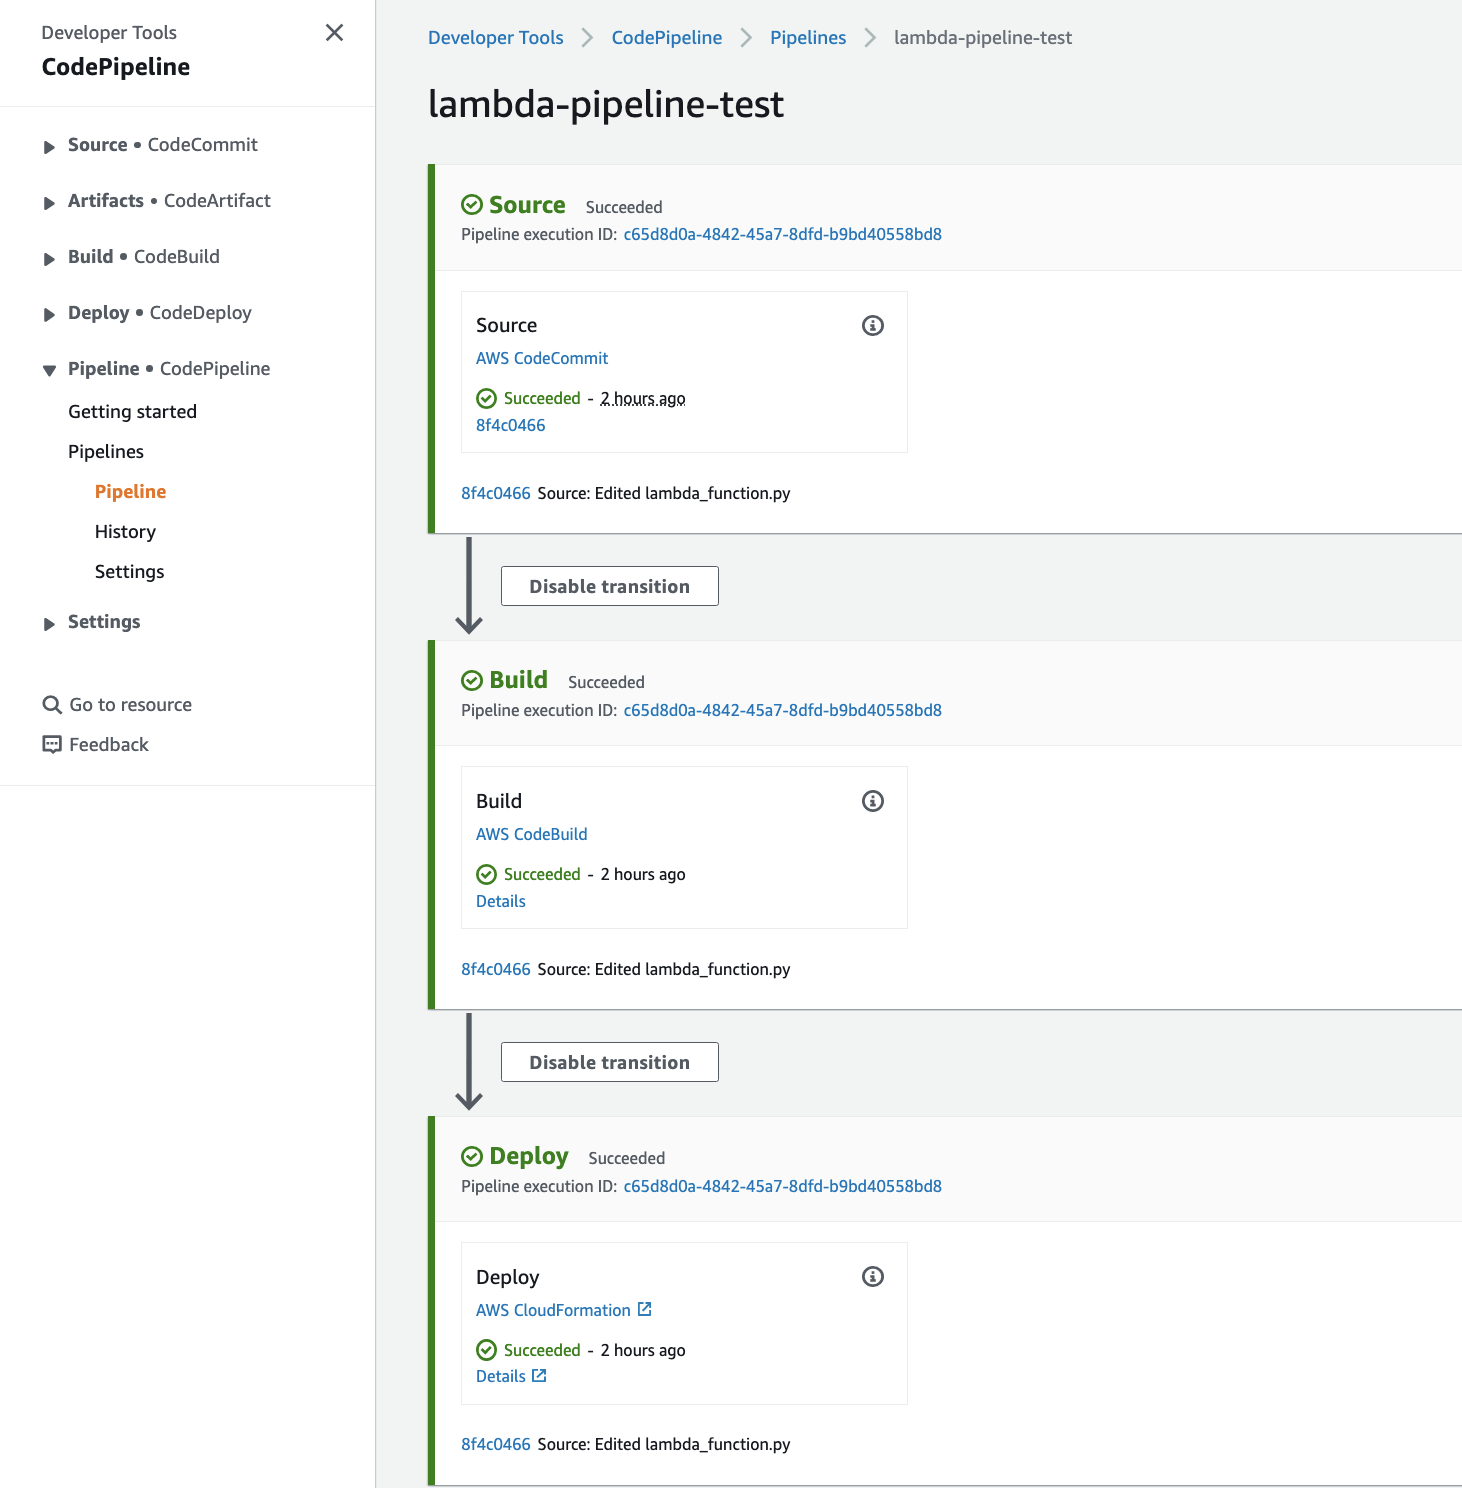 Developer Tools
CodePipeline
Source • CodeCommit
Artifacts • CodeArtifact
Build • CodeBuild
Deploy • CodeDeploy
Pipeline • CodePipeline
Getting started
Pipelines
Pipeline
History
Settings
Settings
Go to resource
Feedback
Developer Tools > CodePipeline > Pipelines > lambda-pipeline-test
lambda-pipeline-test
Source Succeeded
Pipeline execution ID: c65d8d0a-4842-45a7-8dfd-b9bd40558bd8
Source
AWS CodeCommit
Succeeded - 2 hours ago
8f4c0466
8f4c0466 Source: Edited lambda_function.py
Disable transition
Build Succeeded
Pipeline execution ID: c65d8d0a-4842-45a7-8dfd-b9bd40558bd8
Build
AWS CodeBuild
Succeeded - 2 hours ago
Details
8f4c0466 Source: Edited lambda_function.py
Disable transition
Deploy Succeeded
Pipeline execution ID: c65d8d0a-4842-45a7-8dfd-b9bd40558bd8
Deploy
AWS CloudFormation
Succeeded - 2 hours ago
Details
8f4c0466 Source: Edited lambda_function.py